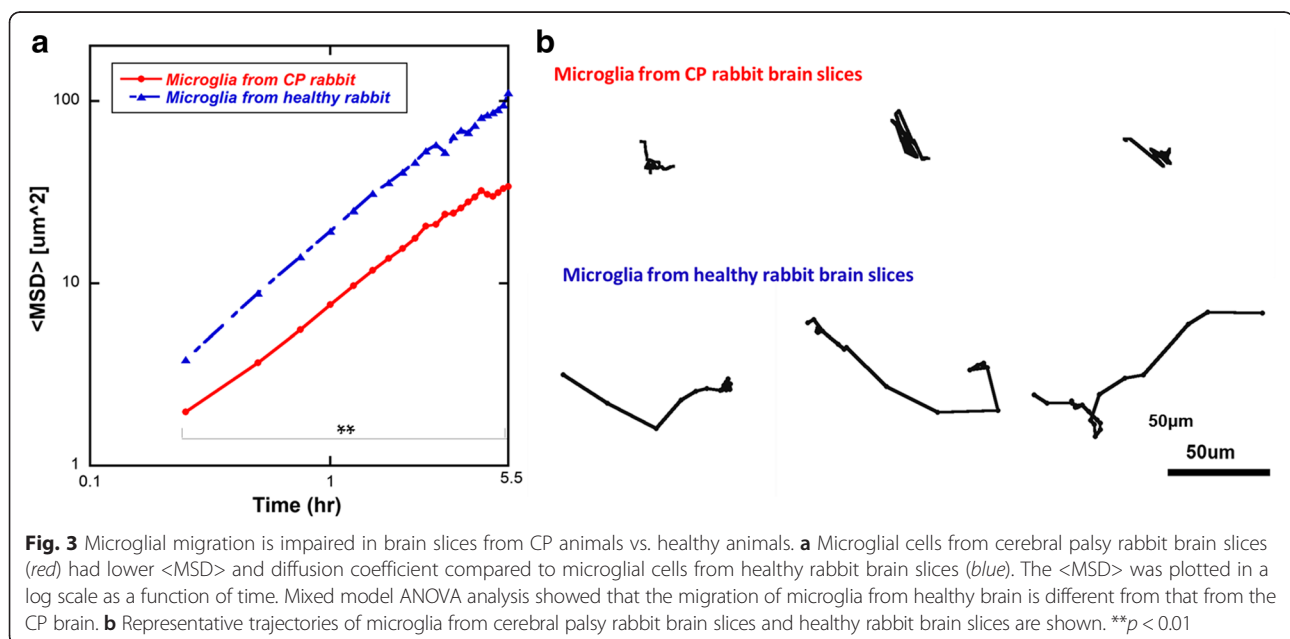 a
Microglia from CP rabbit
Microglia from healthy rabbit
<MSD> [um^2]
100
10
1
**
0.1
1
5.5
Time (hr)
b
Microglia from CP rabbit brain slices
Microglia from healthy rabbit brain slices
50µm
50um
Fig. 3 Microglial migration is impaired in brain slices from CP animals vs. healthy animals. a Microglial cells from cerebral palsy rabbit brain slices
(red) had lower <MSD> and diffusion coefficient compared to microglial cells from healthy rabbit brain slices (blue). The <MSD> was plotted in a
log scale as a function of time. Mixed model ANOVA analysis showed that the migration of microglia from healthy brain is different from that from the
CP brain. b Representative trajectories of microglia from cerebral palsy rabbit brain slices and healthy rabbit brain slices are shown. **p < 0.01